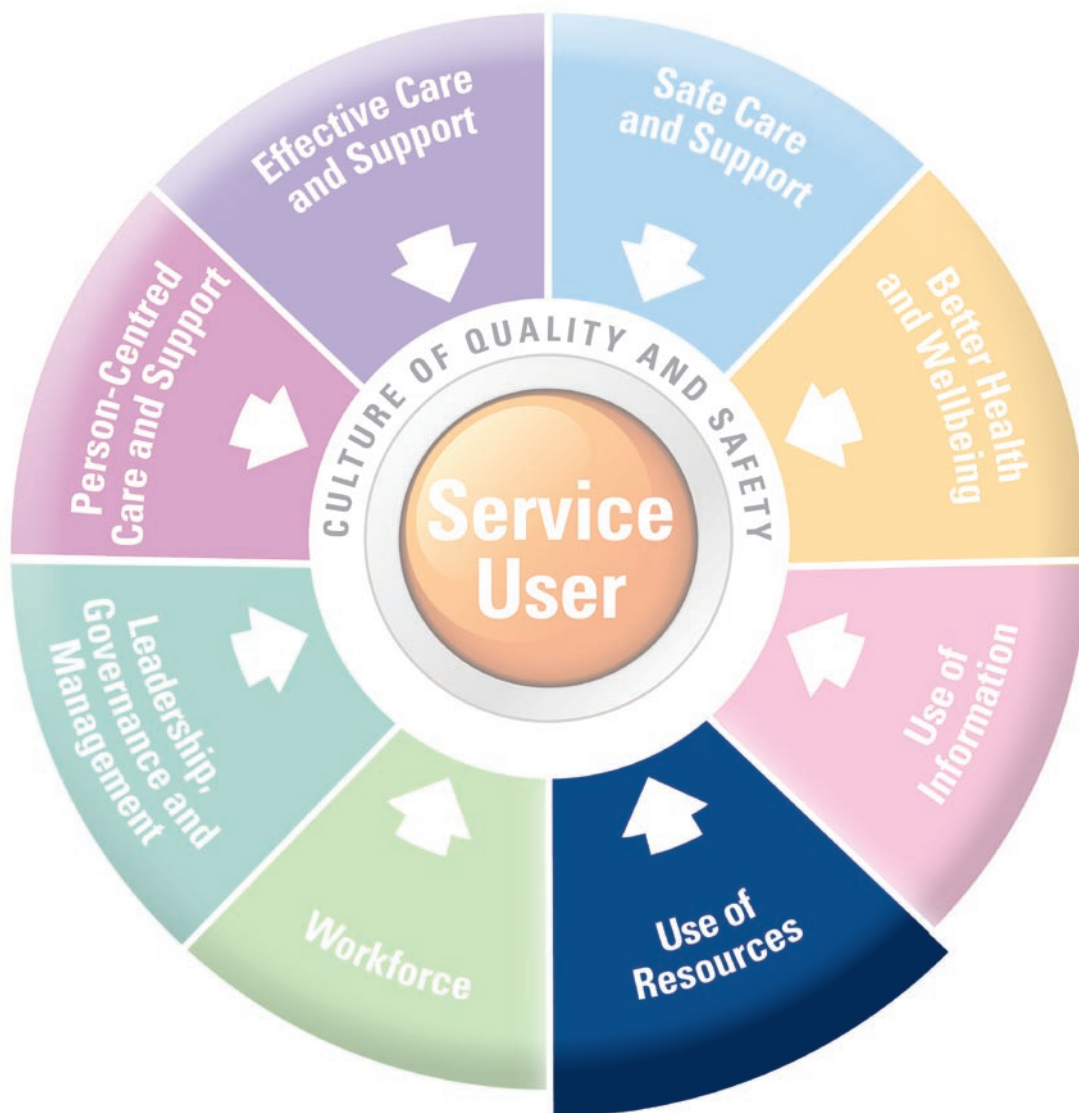 Effective Care
and Support
Safe Care
and Support
Better Health
and Wellbeing
Use of
Information
Use of
Resources
Workforce
Leadership,
Governance and
Management
Person-Centred
Care and Support
CULTURE OF QUALITY AND SAFETY
Service
User